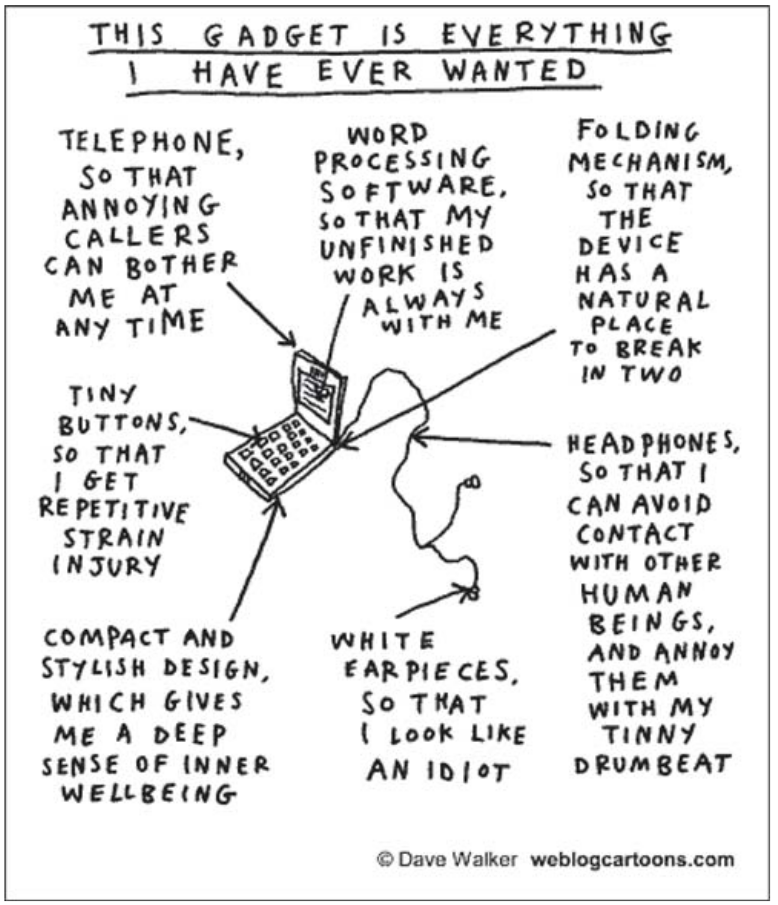 THIS GADGET IS EVERYTHING
I HAVE EVER WANTED
TELEPHONE,
SO THAT
ANNOYING
CALLERS
CAN BOTHER
ME AT
ANY TIME
WORD
PROCESSING
SOFTWARE,
SO THAT MY
UNFINISHED
WORK IS
ALWAYS
WITH ME
FOLDING
MECHANISM,
SO THAT
THE
DEVICE
HAS A
NATURAL
PLACE
TO BREAK
IN TWO
TINY
BUTTONS,
SO THAT
I GET
REPETITIVE
STRAIN
INJURY
HEADPHONES,
SO THAT I
CAN AVOID
CONTACT
WITH OTHER
HUMAN
BEINGS,
AND ANNOY
THEM
WITH MY
TINNY
DRUMBEAT
COMPACT AND
STYLISH DESIGN,
WHICH GIVES
ME A DEEP
SENSE OF INNER
WELLBEING
WHITE
EARPIECES,
SO THAT
I LOOK LIKE
AN IDIOT
© Dave Walker weblogcartoons.com